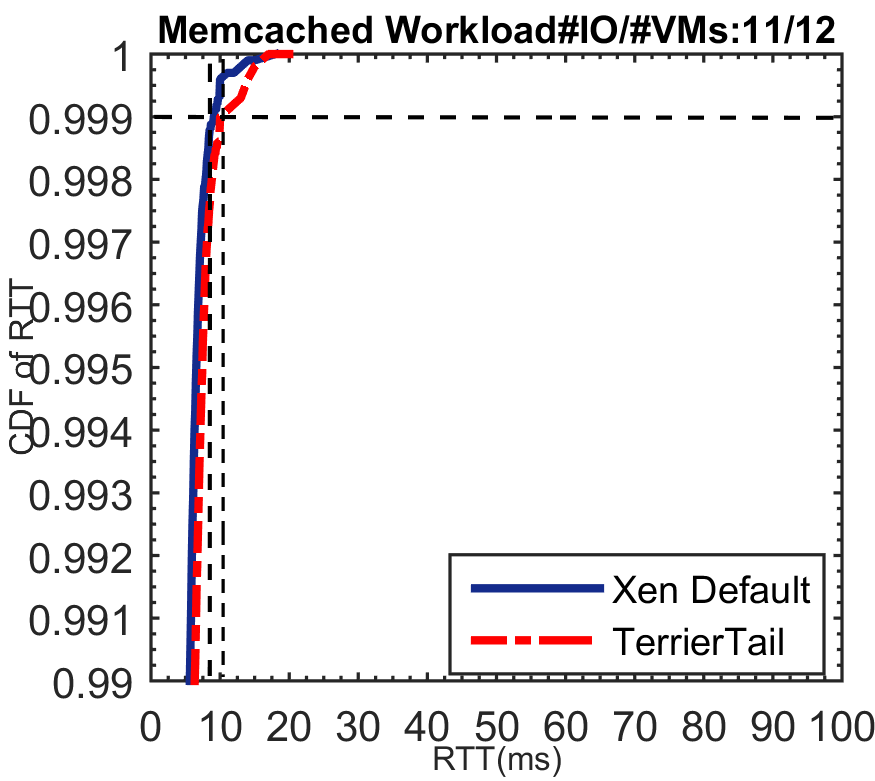 Memcached Workload#IO/#VMs:11/12
1
0.999
0.998
0.997
0.996
0.995
0.994
0.993
0.992
0.991
0.99
CDF of RTT
Xen Default
TerrierTail
0 10 20 30 40 50 60 70 80 90 100
RTT(ms)